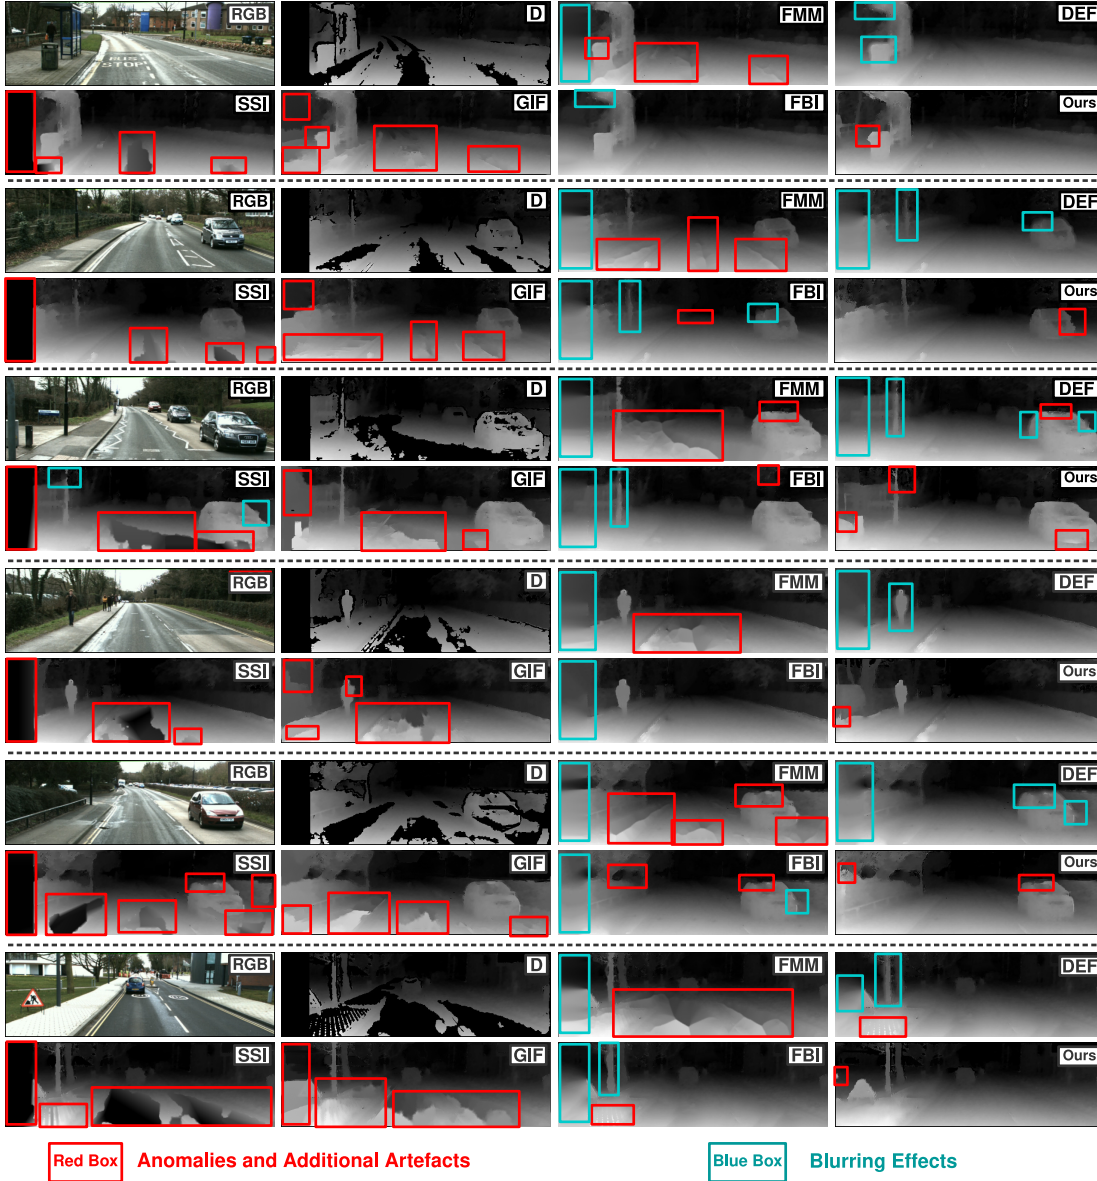 RGB D FMM DEF
BUS
STOP
SSI GIF FBI Ours
RGB D FMM DEF
SSI GIF FBI Ours
RGB D FMM DEF
SSI GIF FBI Ours
RGB D FMM DEF
SSI GIF FBI Ours
RGB D FMM DEF
SSI GIF FBI Ours
RGB D FMM DEF
SSI GIF FBI Ours
Red Box Anomalies and Additional Artefacts Blue Box Blurring Effects